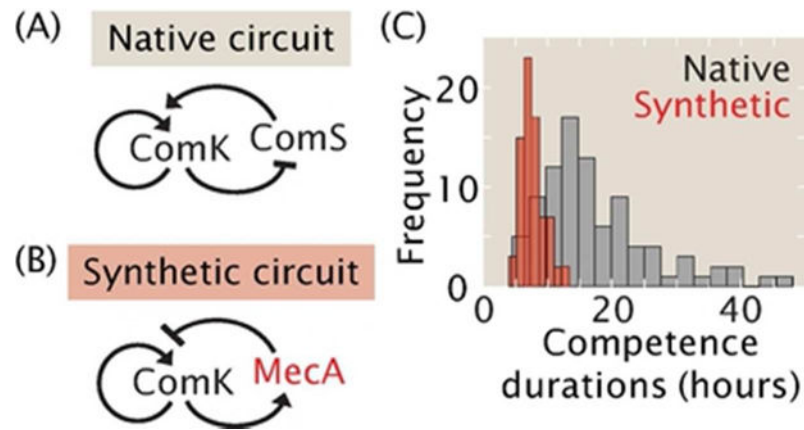 (A)
Native circuit
ComK
ComS
(B)
Synthetic circuit
ComK
MecA
(C)
Native
Synthetic
Frequency
20
10
0
0
20
40
Competence
durations (hours)